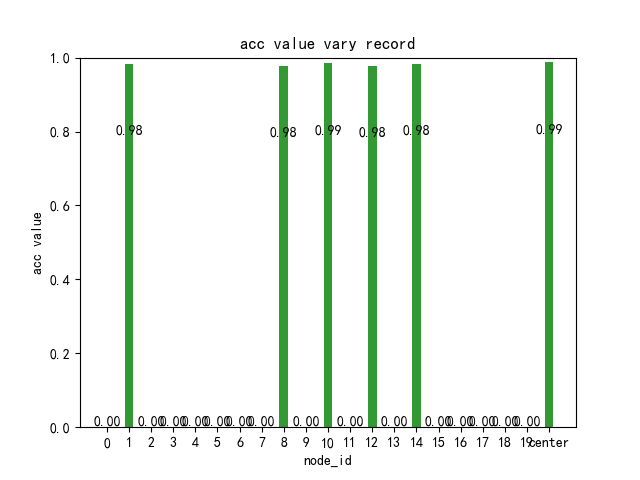 acc value vary record
1.0
0.8
0.6
0.4
0.2
0.0
acc value
0.98 0.98 0.99 0.98 0.98 0.99
0.00 0.00 0.00 0.00 0.00 0.00 0.00 0.00 0.00 0.00 0.00 0.00 0.00 0.00 0.00
0 1 2 3 4 5 6 7 8 9 10 11 12 13 14 15 16 17 18 19 center
node_id